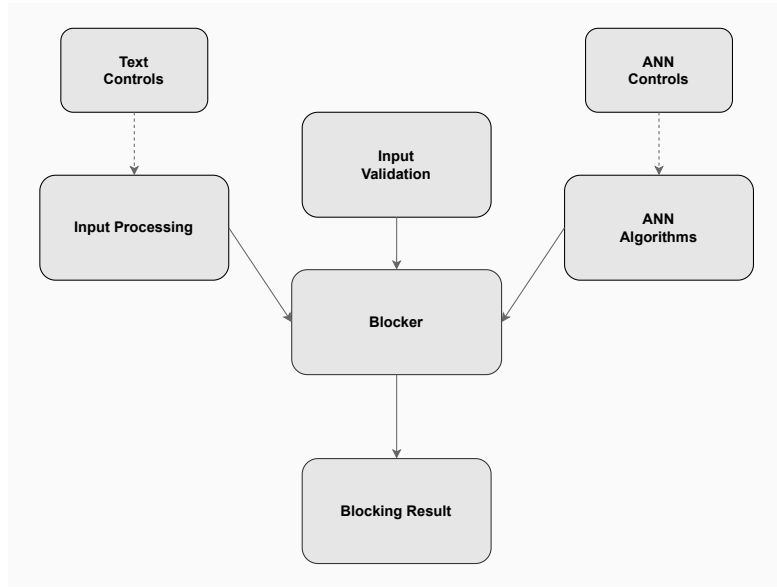 Text
Controls
ANN
Controls
Input
Validation
Input Processing
ANN
Algorithms
Blocker
Blocking Result